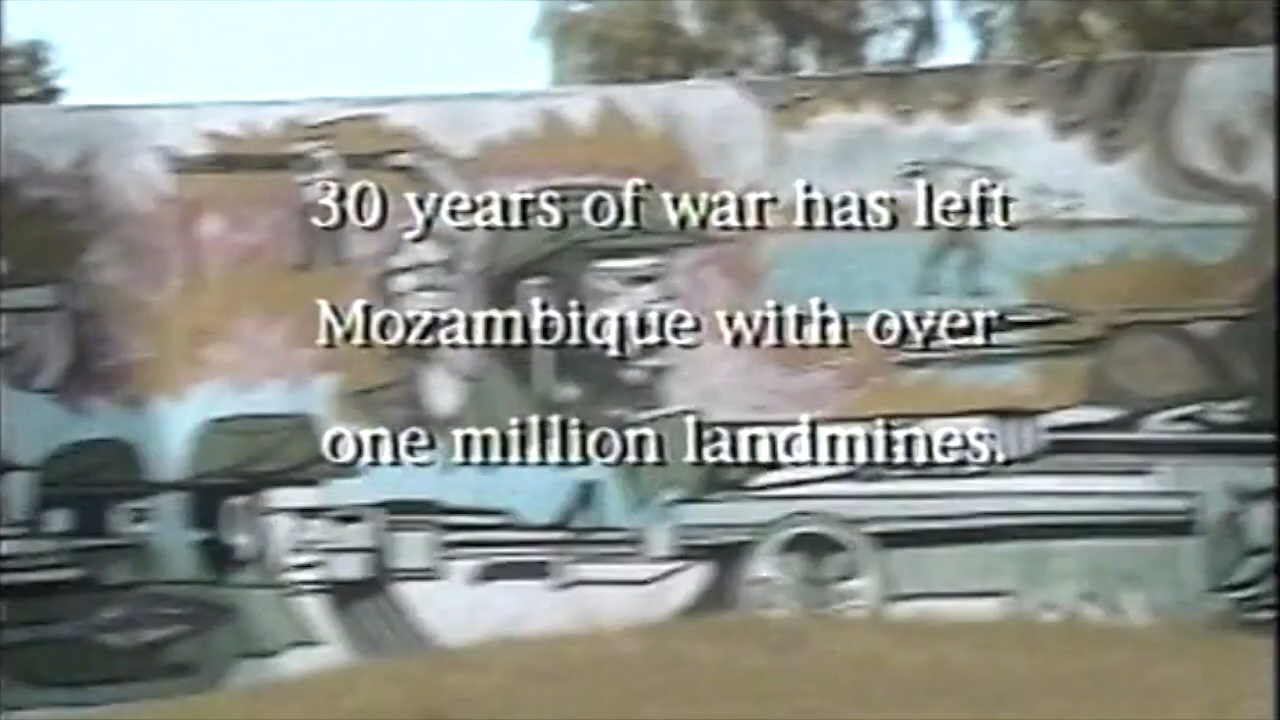 30 years of war has left
Mozambique with over
one million landmines.